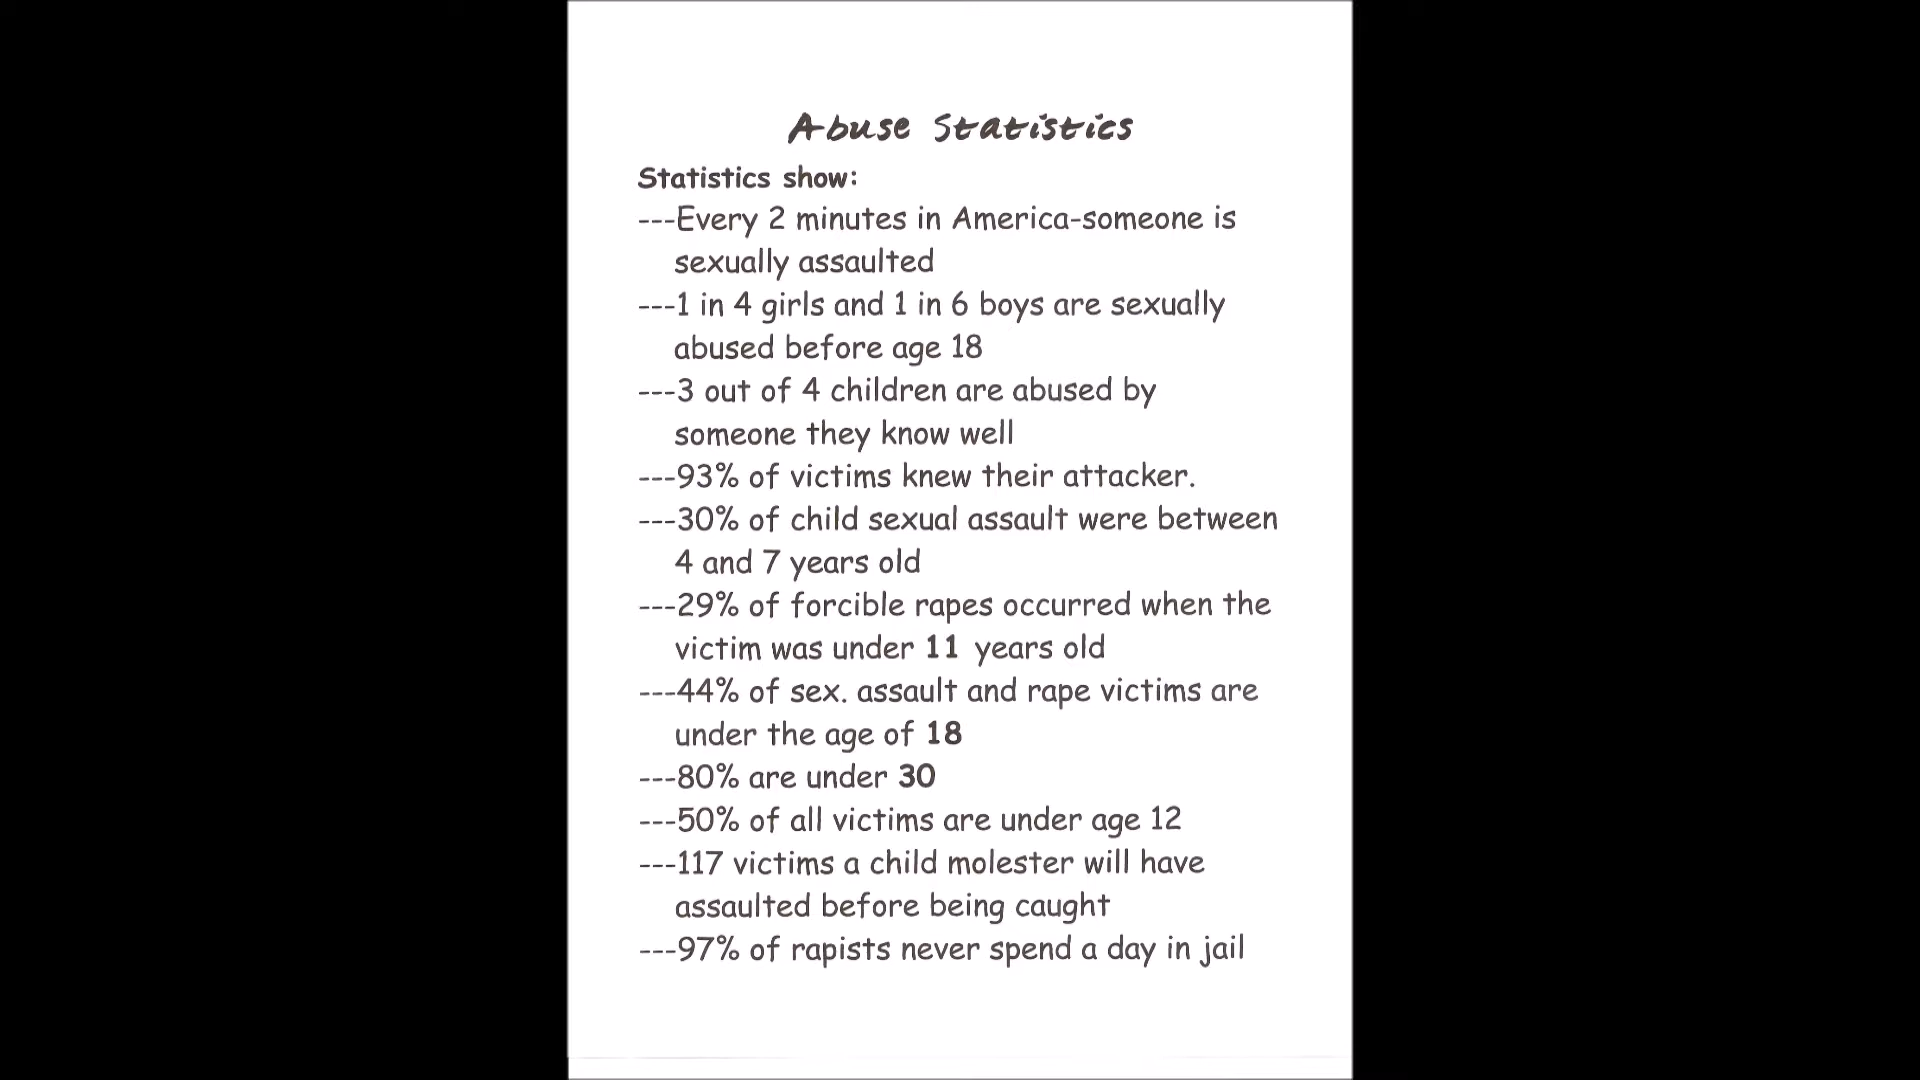 Abuse Statistics
Statistics show:
---Every 2 minutes in America-someone is
sexually assaulted
---1 in 4 girls and 1 in 6 boys are sexually
abused before age 18
---3 out of 4 children are abused by
someone they know well
---93% of victims knew their attacker.
---30% of child sexual assault were between
4 and 7 years old
---29% of forcible rapes occurred when the
victim was under 11 years old
---44% of sex. assault and rape victims are
under the age of 18
---80% are under 30
---50% of all victims are under age 12
---117 victims a child molester will have
assaulted before being caught
---97% of rapists never spend a day in jail